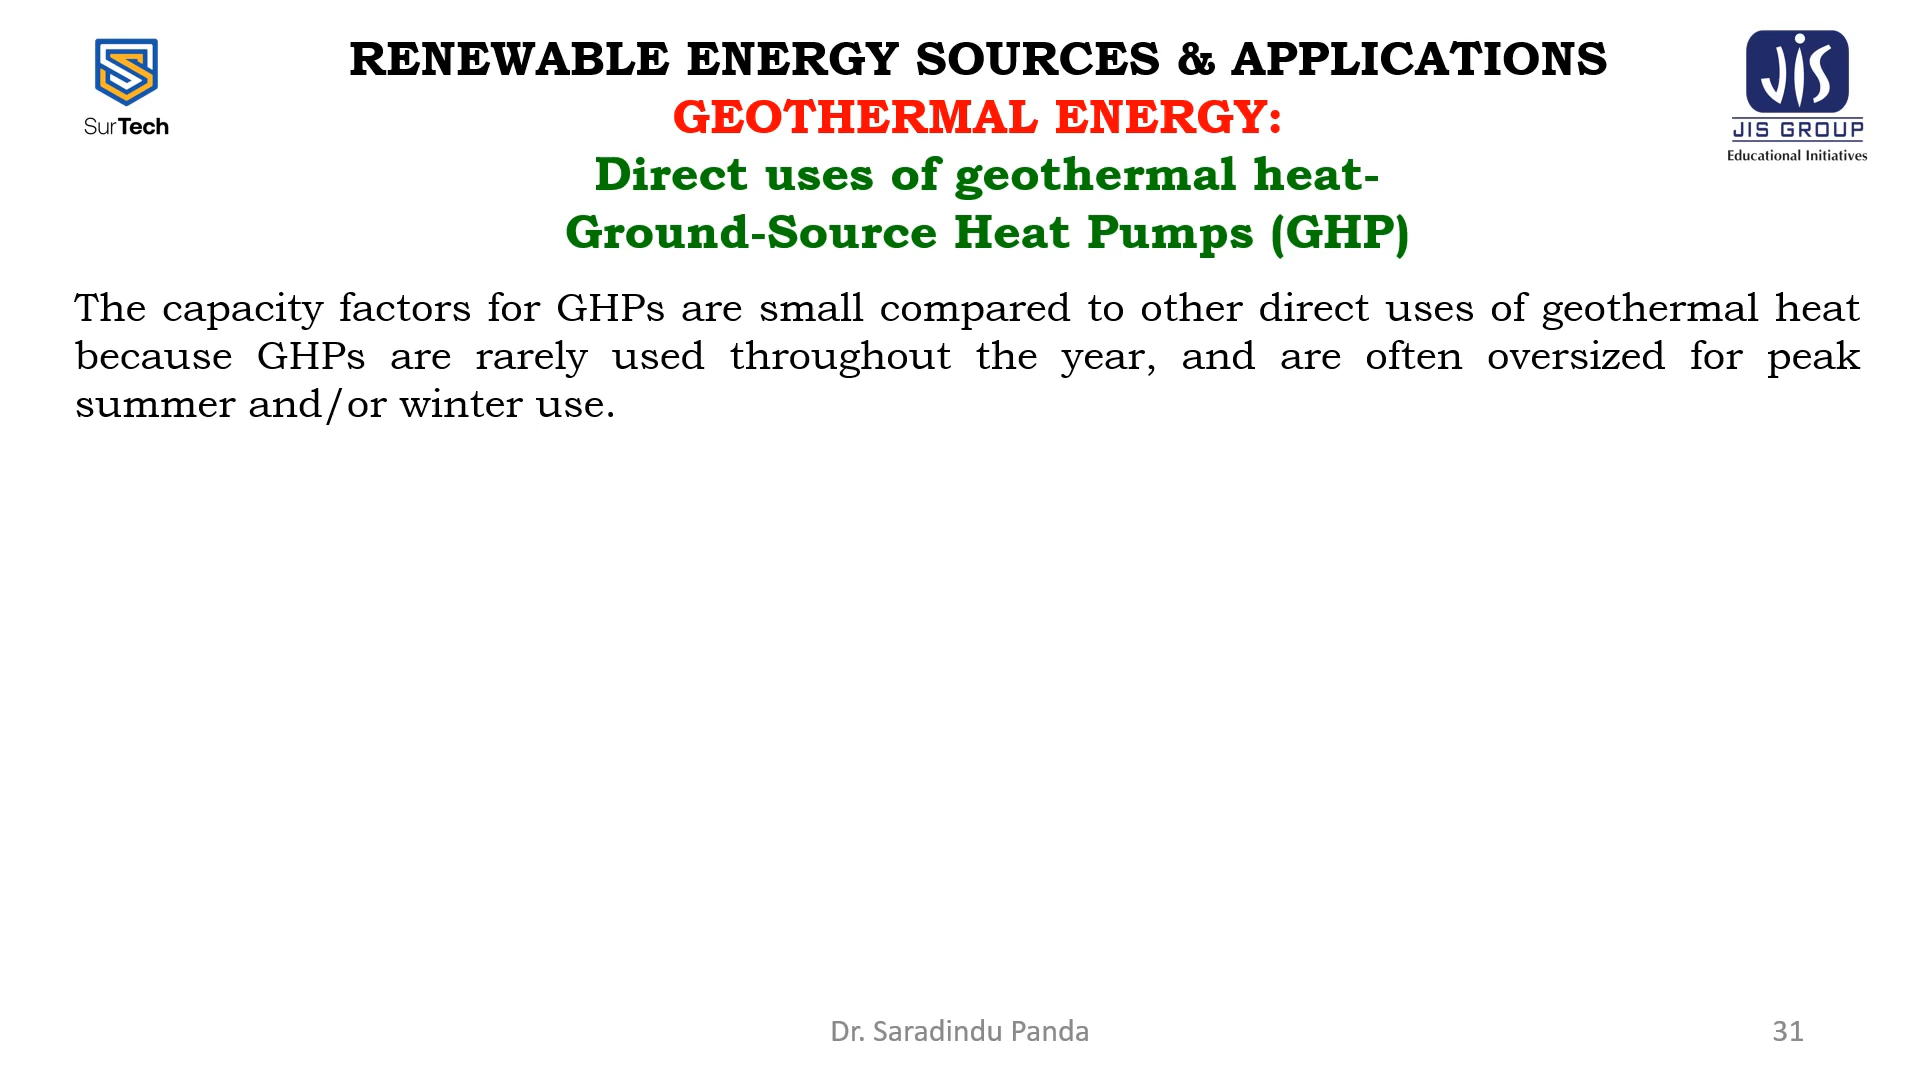 RENEWABLE ENERGY SOURCES & APPLICATIONS
GEOTHERMAL ENERGY:
Direct uses of geothermal heat-
Ground-Source Heat Pumps (GHP)
SurTech
JiS
JIS GROUP
Educational Initiatives
The capacity factors for GHPs are small compared to other direct uses of geothermal heat
because GHPs are rarely used throughout the year, and are often oversized for peak
summer and/or winter use.
Dr. Saradindu Panda
31